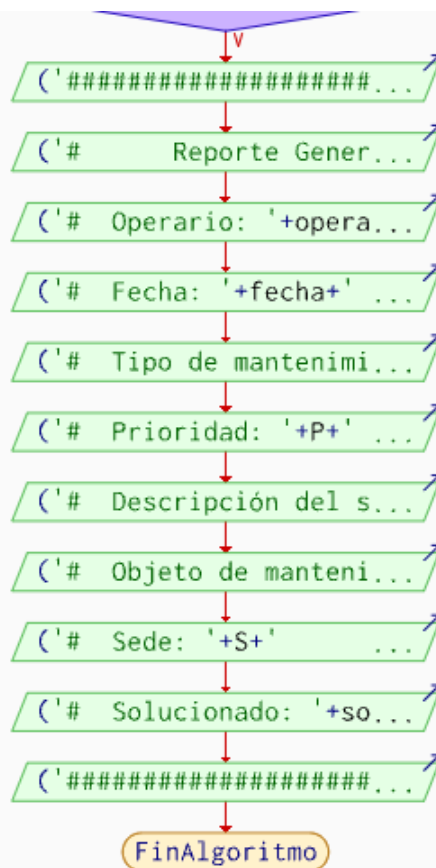 V
('####################...
('#      Reporte Gener...
('#  Operario: '+opera...
('#  Fecha: '+fecha+' ...
('#  Tipo de mantenimi...
('#  Prioridad: '+P+' ...
('#  Descripción del s...
('#  Objeto de manteni...
('#  Sede: '+S+'      ...
('#  Solucionado: '+so...
('####################...
FinAlgoritmo